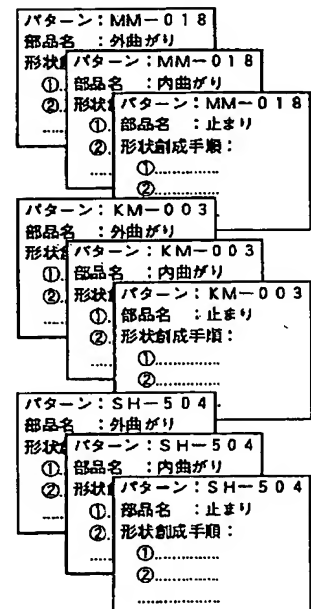 パターン:MM-018
部品名 :外曲がり
形状創
①
②
パターン:MM-018
部品名 :内曲がり
形状創
①
②
パターン:MM-018
部品名 :止まり
形状創成手順:
①
②
パターン:KM-003
部品名 :外曲がり
形状創
①
②
パターン:KM-003
部品名 :内曲がり
形状創
①
②
パターン:KM-003
部品名 :止まり
形状創成手順:
①
②
パターン:SH-504
部品名 :外曲がり
形状創
①
②
パターン:SH-504
部品名 :内曲がり
形状創
①
②
パターン:SH-504
部品名 :止まり
形状創成手順:
①
②